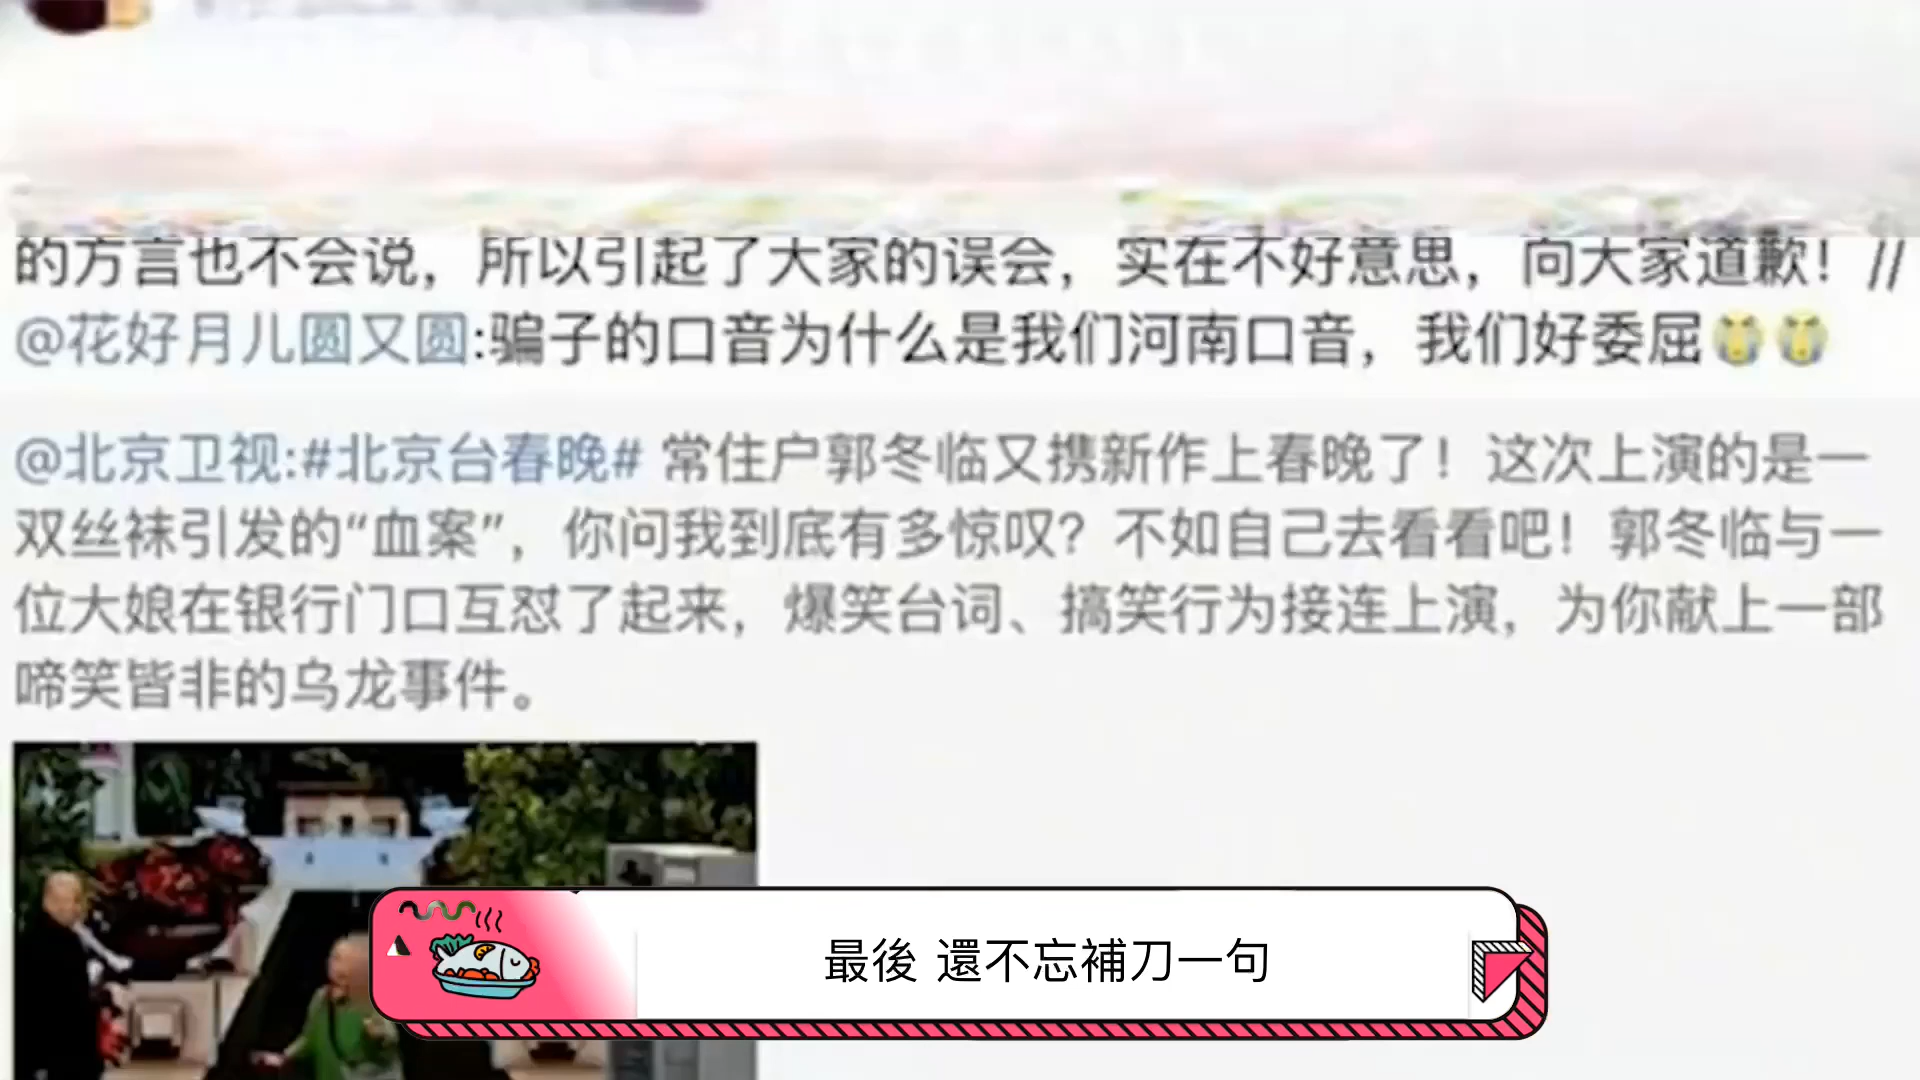 的方言也不会说，所以引起了大家的误会，实在不好意思，向大家道歉！//
@花好月儿圆又圆:骗子的口音为什么是我们河南口音，我们好委屈😭😭
@北京卫视:#北京台春晚# 常住户郭冬临又携新作上春晚了！这次上演的是一
双丝袜引发的“血案”，你问我到底有多惊叹？不如自己去看看吧！郭冬临与一
位大娘在银行门口互怼了起来，爆笑台词、搞笑行为接连上演，为你献上一部
啼笑皆非的乌龙事件。
最後 還不忘補刀一句